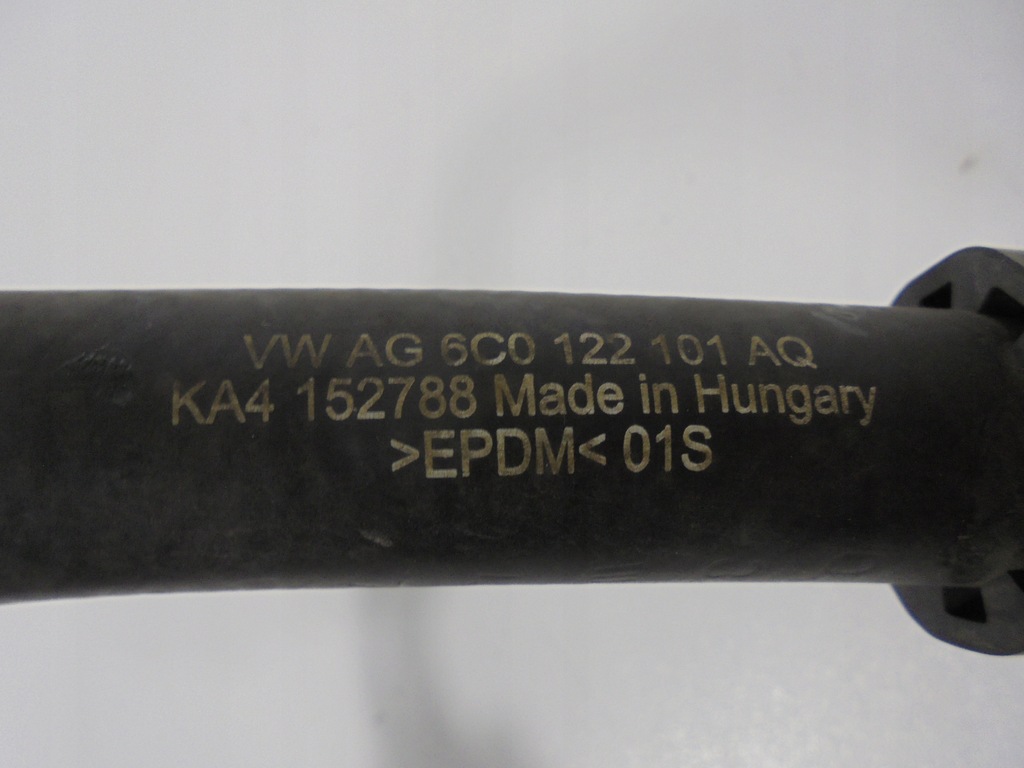 VW AG 6C0 122 101 AQ
KA4 152788 Made in Hungary
>EPDM< 01S